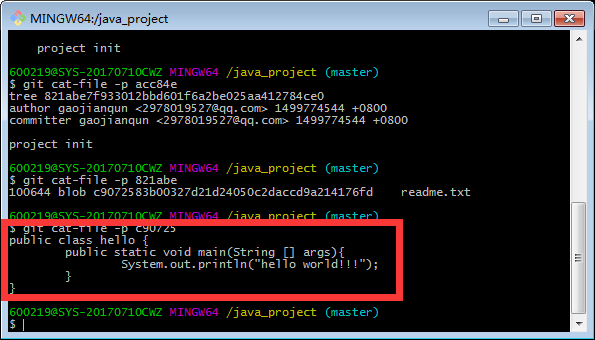 MINGW64:/java_project
project init
600219@SYS-20170710CWZ MINGW64 /java_project (master)
$ git cat-file -p acc84e
tree 821abe7f933012bbd601f6a2be025aa412784ce0
author gaojianqun <2978019527@qq.com> 1499774544 +0800
committer gaojianqun <2978019527@qq.com> 1499774544 +0800
project init
600219@SYS-20170710CWZ MINGW64 /java_project (master)
$ git cat-file -p 821abe
100644 blob c9072583b00327d21d24050c2daccd9a214176fd    readme.txt
600219@SYS-20170710CWZ MINGW64 /java_project (master)
$ git cat-file -p c90725
public class hello {
        public static void main(String [] args){
                System.out.println("hello world!!!");
        }
}
600219@SYS-20170710CWZ MINGW64 /java_project (master)
$